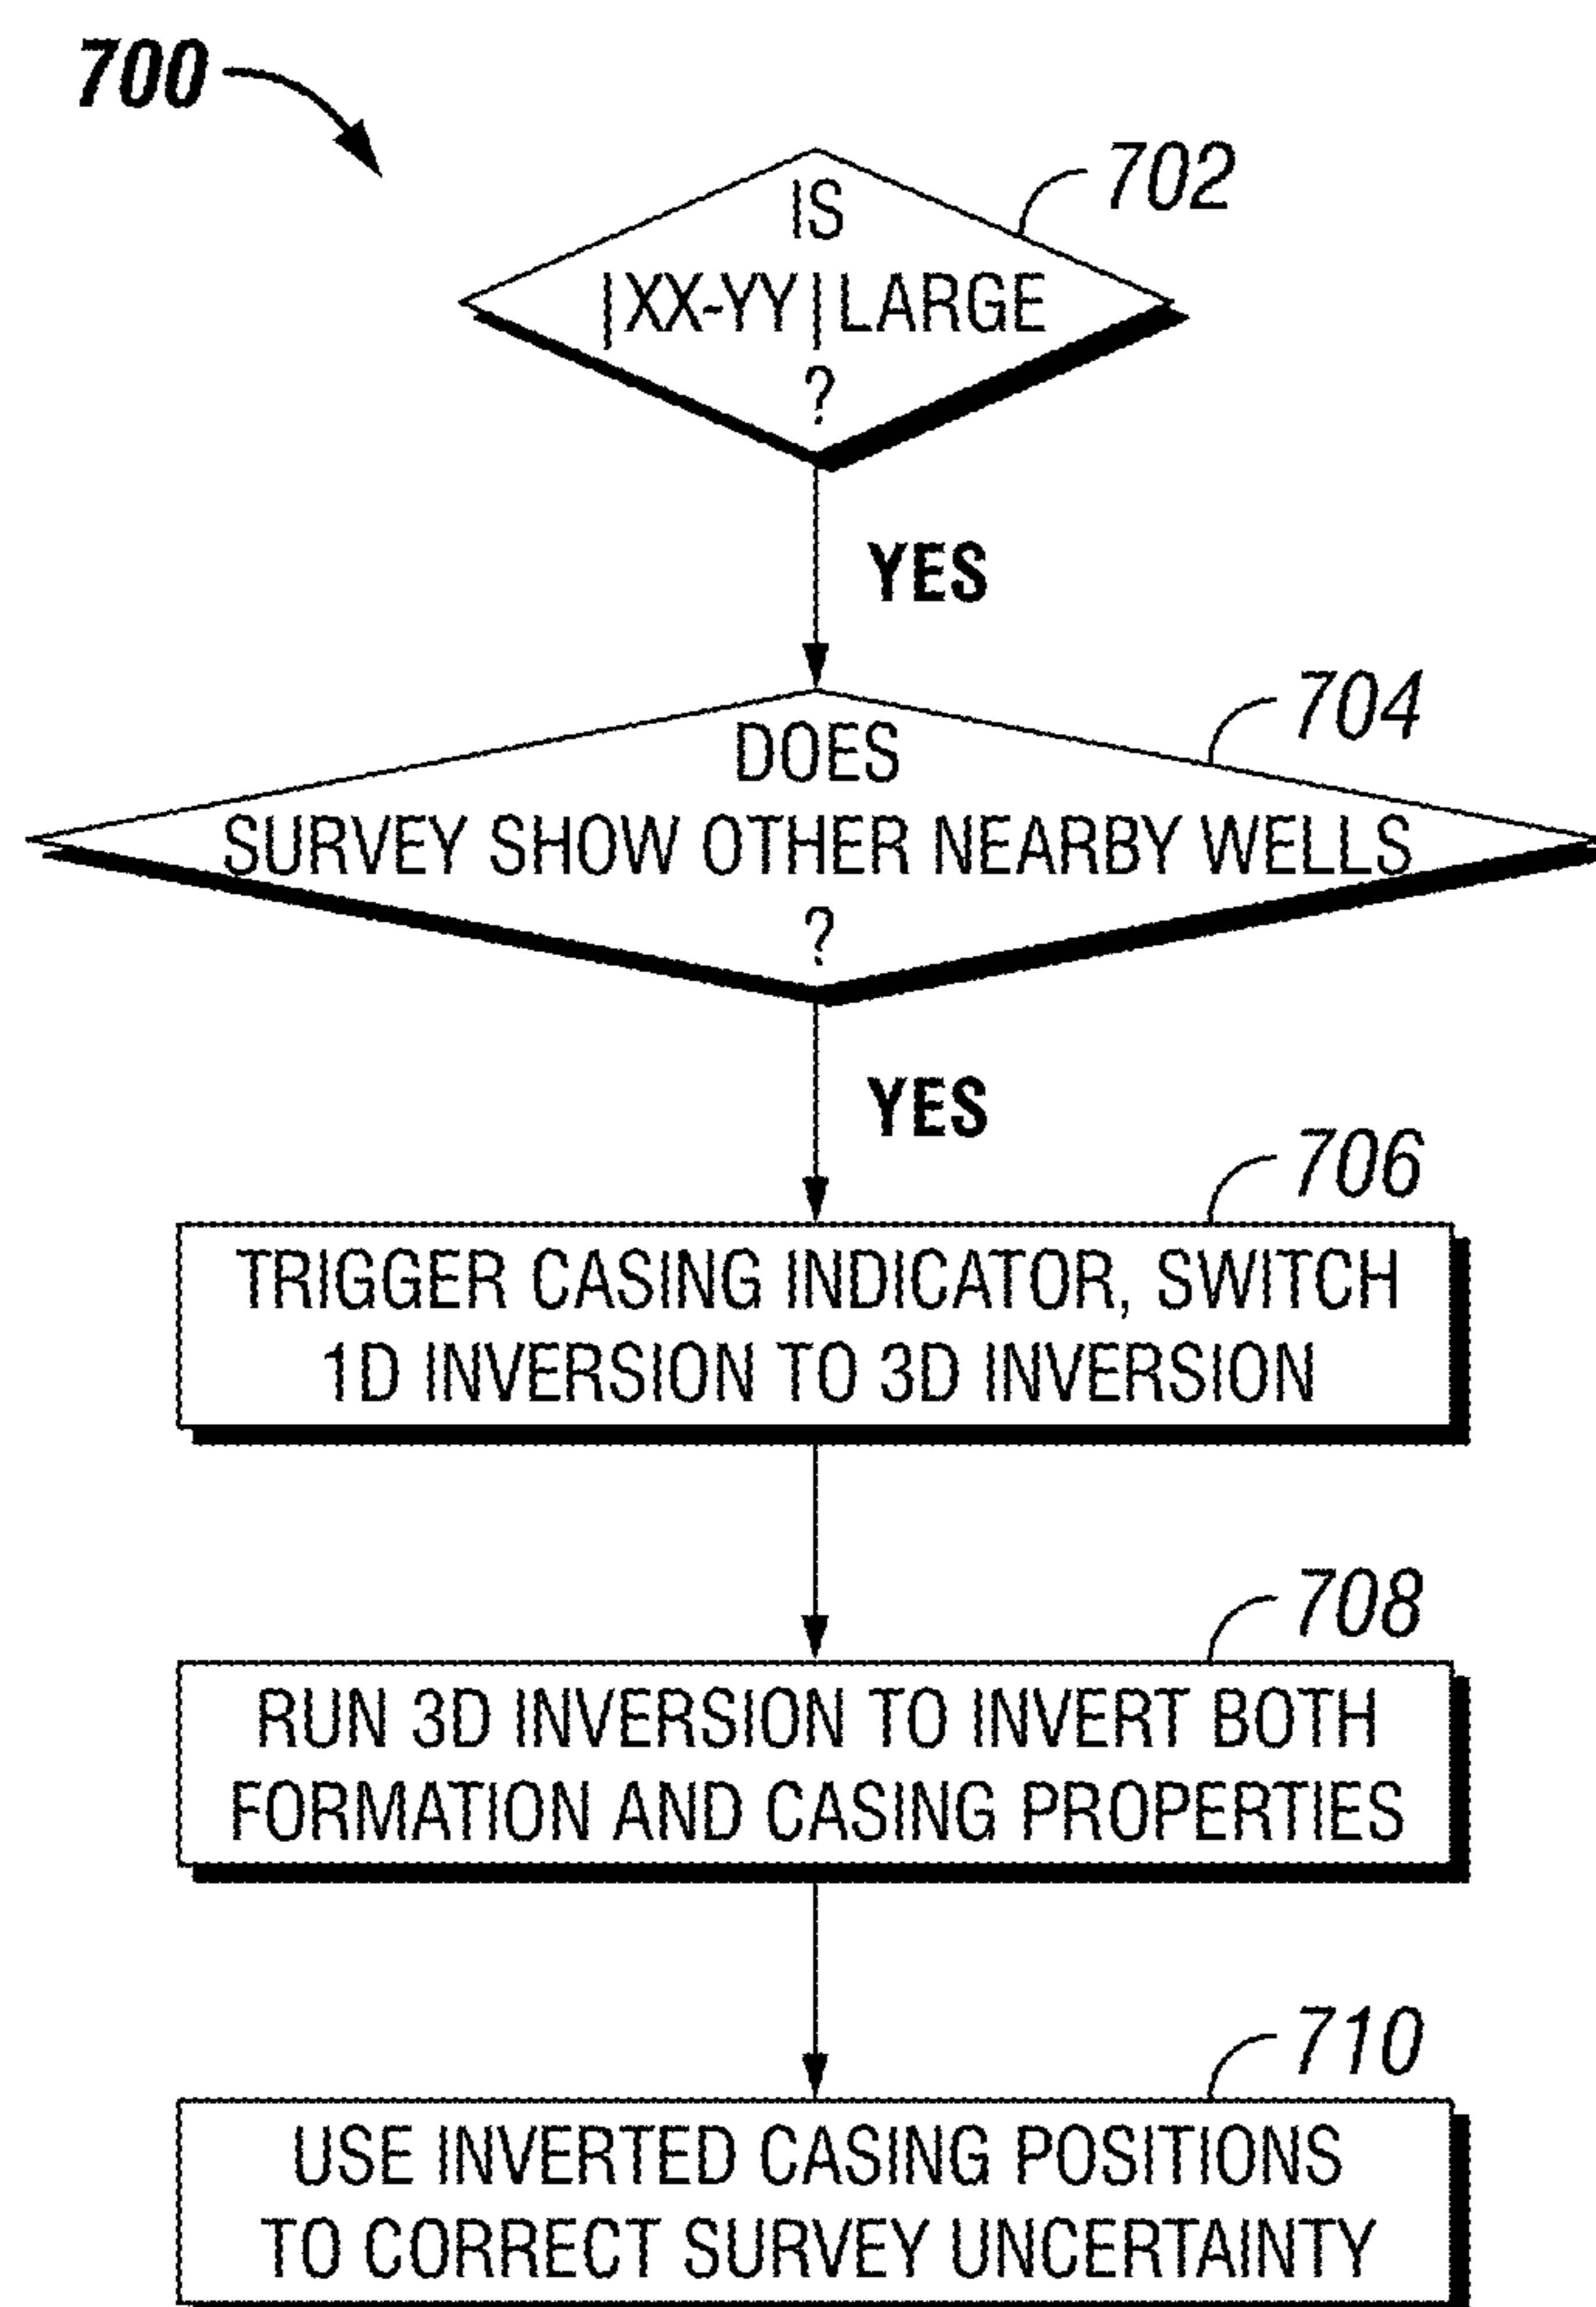 700
702
IS
|XX-YY|LARGE
?
YES
704
DOES
SURVEY SHOW OTHER NEARBY WELLS
?
YES
706
TRIGGER CASING INDICATOR, SWITCH
1D INVERSION TO 3D INVERSION
708
RUN 3D INVERSION TO INVERT BOTH
FORMATION AND CASING PROPERTIES
710
USE INVERTED CASING POSITIONS
TO CORRECT SURVEY UNCERTAINTY